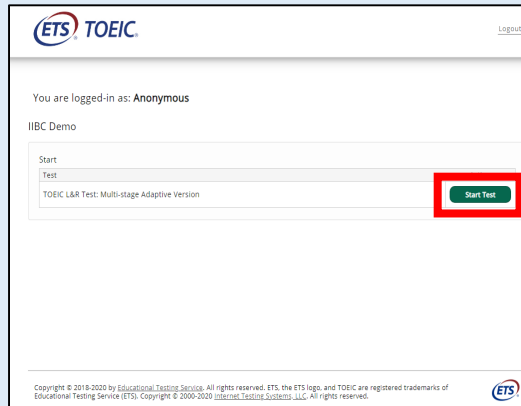 ETS® TOEIC®
Logout
You are logged-in as: Anonymous
IIBC Demo
Start
Test
TOEIC L&R Test: Multi-stage Adaptive Version
Start Test
Copyright © 2018-2020 by Educational Testing Service. All rights reserved. ETS, the ETS logo, and TOEIC are registered trademarks of
Educational Testing Service (ETS). Copyright © 2000-2020 Internet Testing Systems, LLC. All rights reserved.
ETS